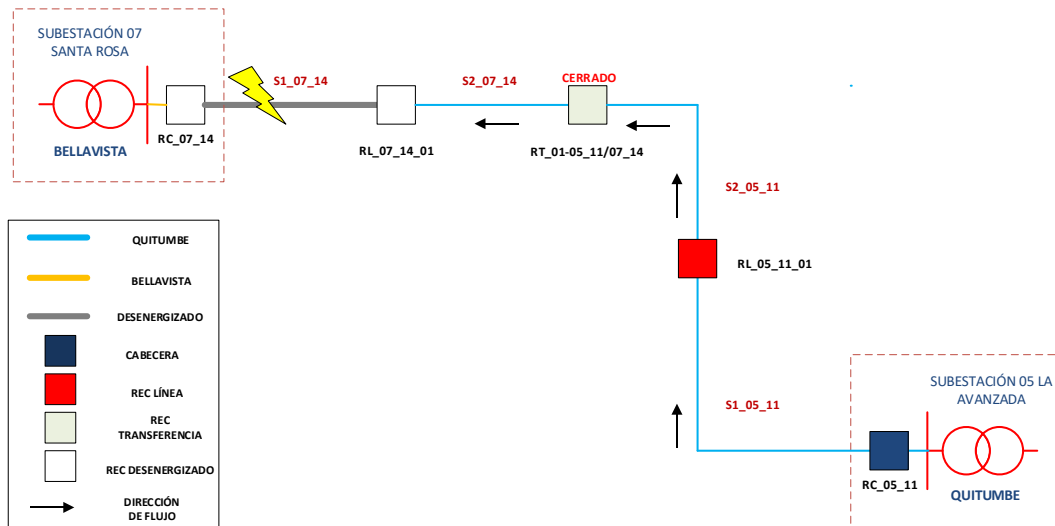 SUBESTACIÓN 07
SANTA ROSA
BELLAVISTA
RC_07_14
S1_07_14
RL_07_14_01
S2_07_14
CERRADO
RT_01-05_11/07_14
S2_05_11
RL_05_11_01
S1_05_11
SUBESTACIÓN 05 LA
AVANZADA
RC_05_11
QUITUMBE
QUITUMBE
BELLAVISTA
DESENERGIZADO
CABECERA
REC LÍNEA
REC
TRANSFERENCIA
REC DESENERGIZADO
DIRECCIÓN
DE FLUJO